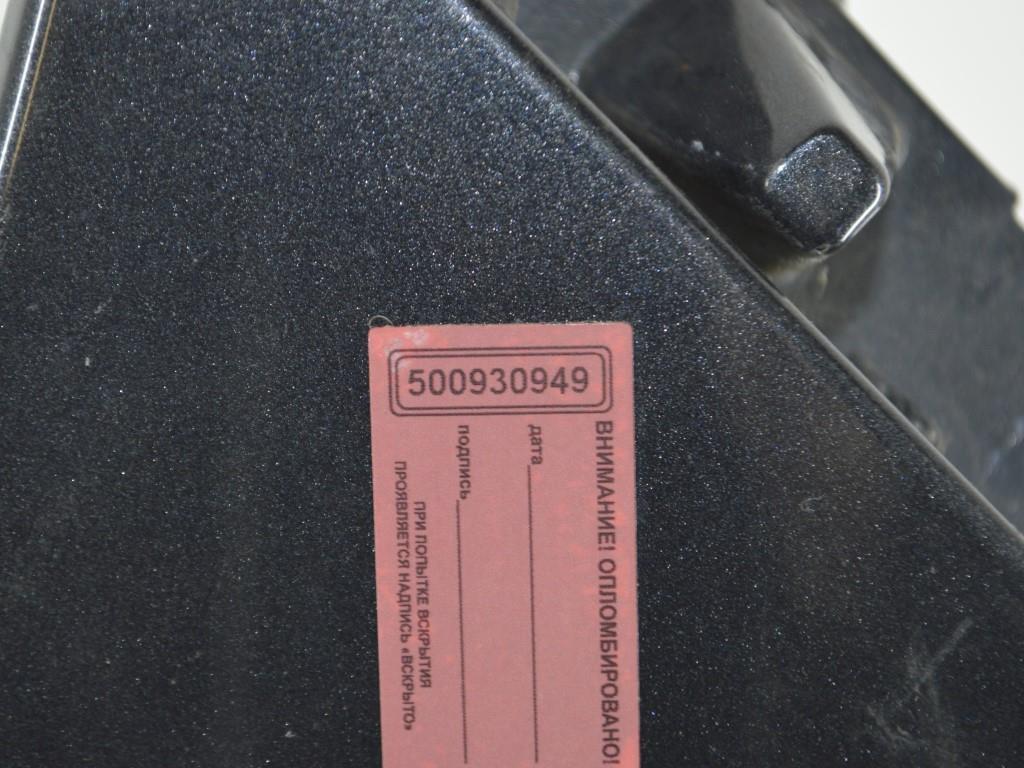 500930949
ВНИМАНИЕ! ОПЛОМБИРОВАНО!
дата
подпись
ПРИ ПОПЫТКЕ ВСКРЫТИЯ
ПРОЯВЛЯЕТСЯ НАДПИСЬ «ВСКРЫТО»